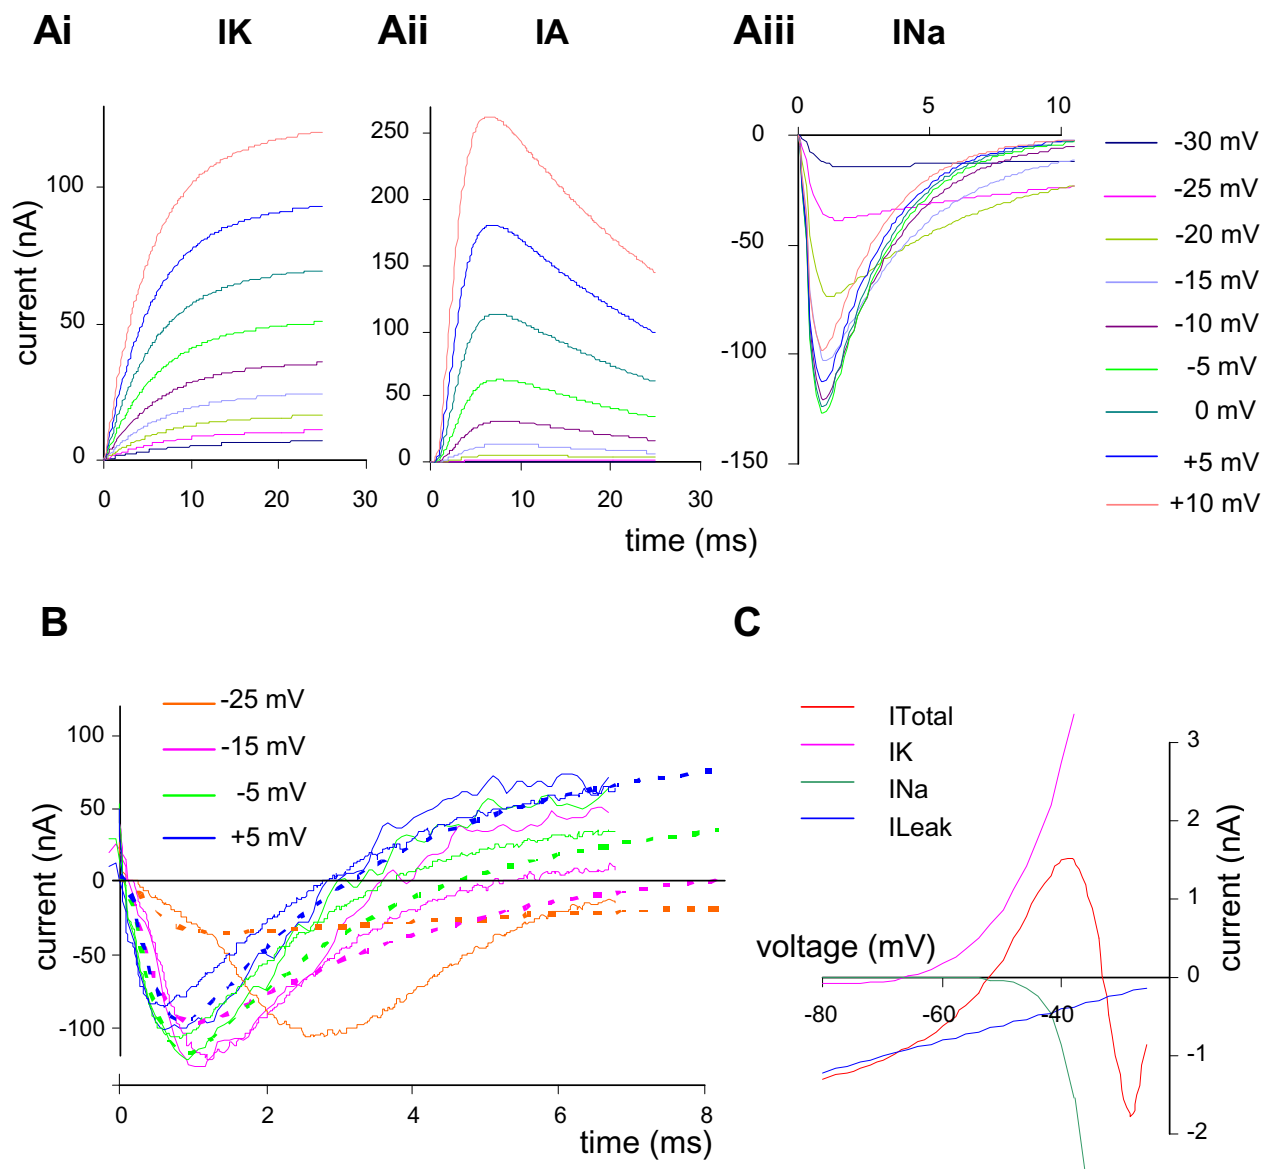 Ai IK
Aii IA
Aiii INa
current (nA)
100
50
0
0 10 20 30
250
200
150
100
50
0
0 10 20 30
time (ms)
0 5 10
0
-50
-100
-150
-30 mV
-25 mV
-20 mV
-15 mV
-10 mV
-5 mV
0 mV
+5 mV
+10 mV
B
current (nA)
100
50
0
-50
-100
-25 mV
-15 mV
-5 mV
+5 mV
0 2 4 6 8
time (ms)
C
ITotal
IK
INa
ILeak
voltage (mV)
-80 -60 -40
3
2
1
0
-1
-2
current (nA)